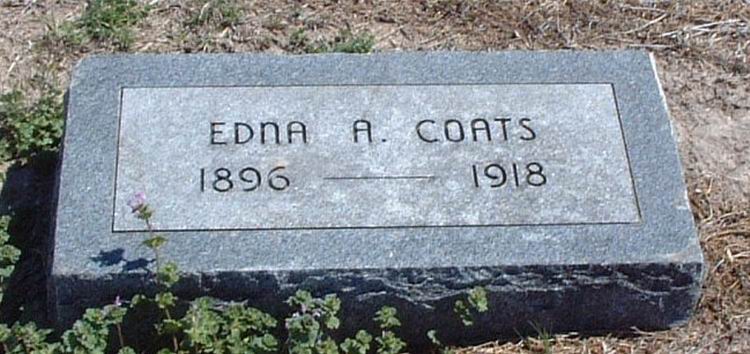 EDNA A. COATS
1896 — 1918